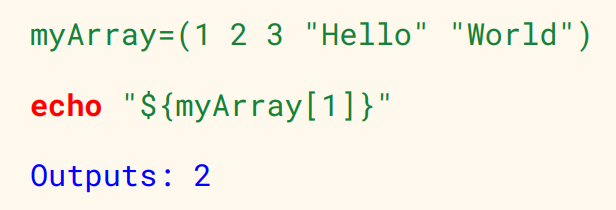 myArray=(1 2 3 "Hello" "World")
echo "${myArray[1]}"
Outputs: 2